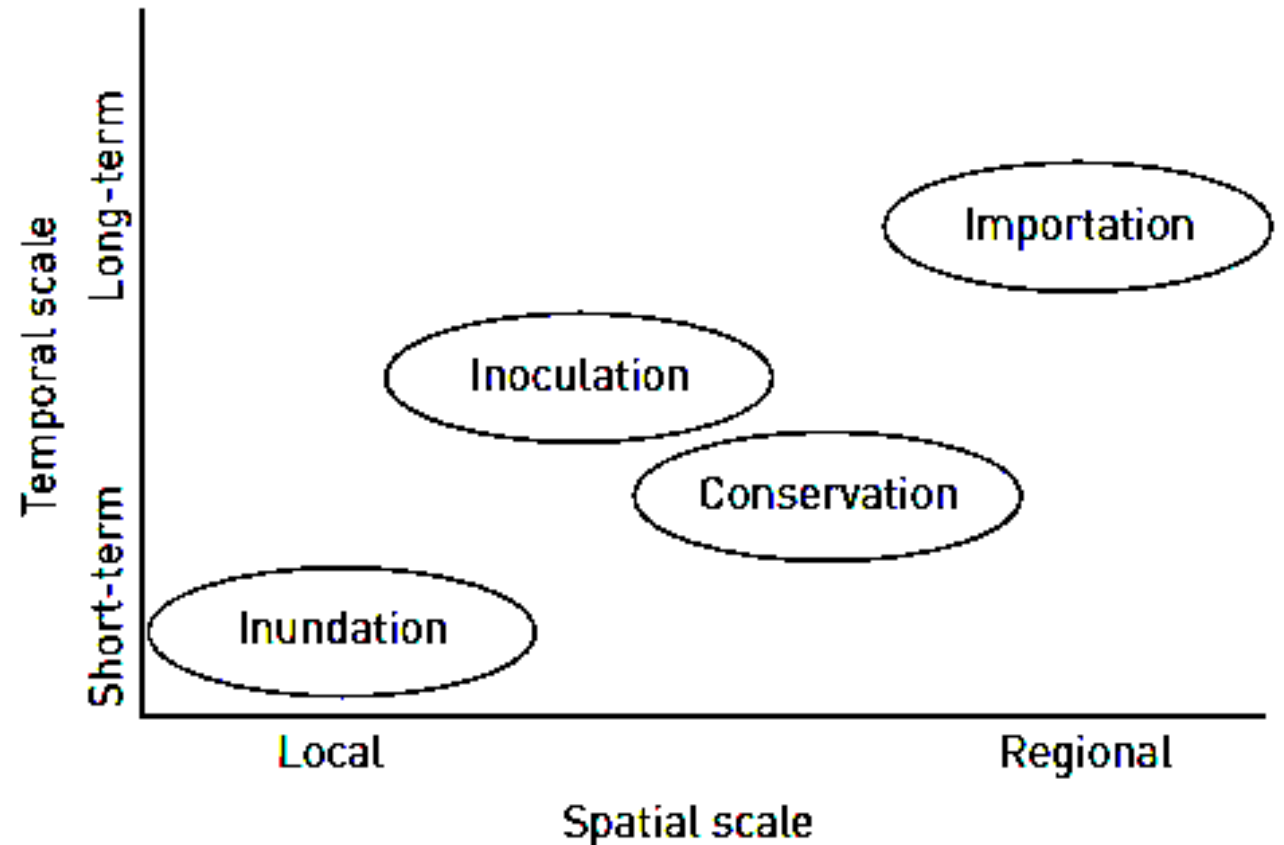 Temporal scale
Long-term
Short-term
Importation
Inoculation
Conservation
Inundation
Local
Regional
Spatial scale